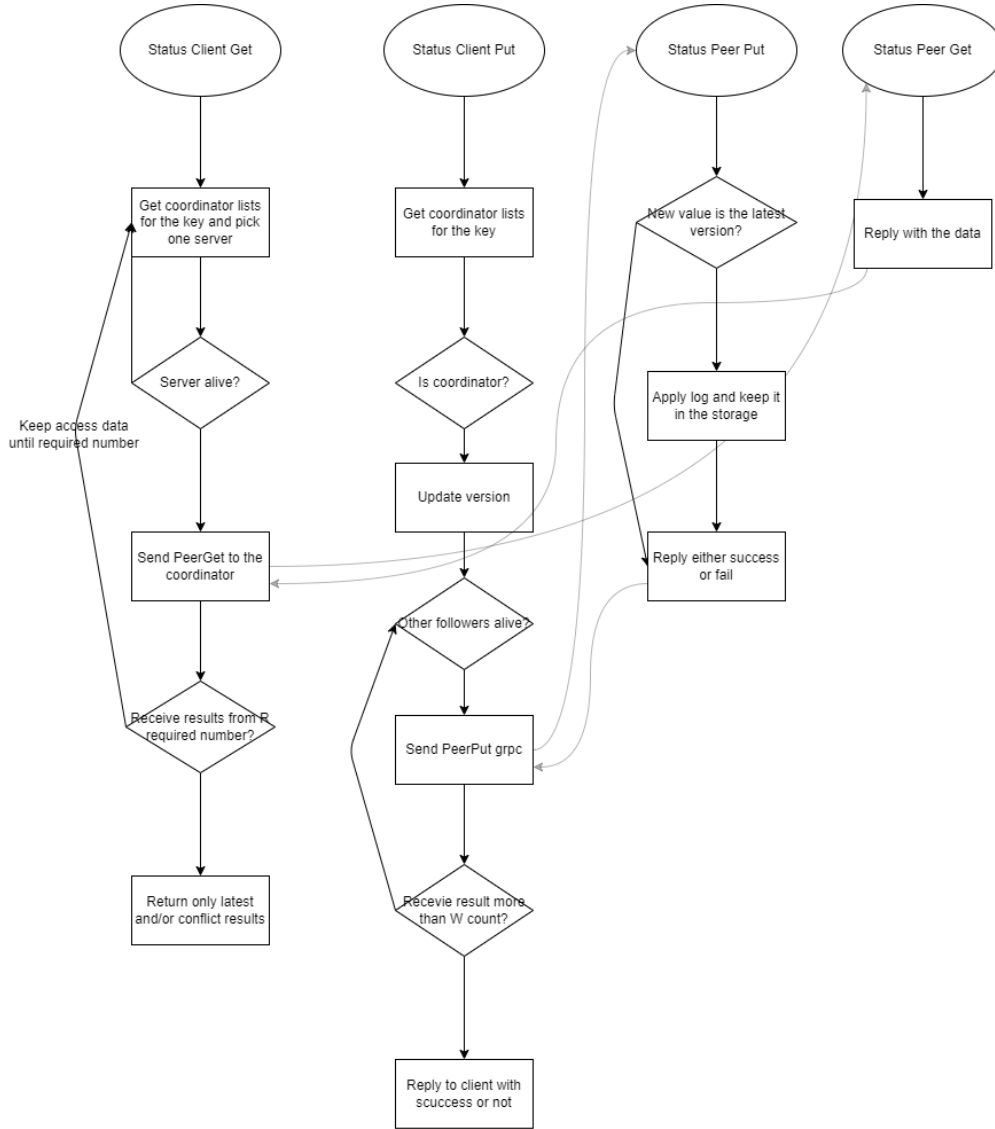 Status Client Get
Status Client Put
Status Peer Put
Status Peer Get
Get coordinator lists
for the key and pick
one server
Get coordinator lists
for the key
New value is the latest
version?
Reply with the data
Server alive?
Is coordinator?
Apply log and keep it
in the storage
Keep access data
until required number
Update version
Send PeerGet to the
coordinator
Reply either success
or fail
Other followers alive?
Receive results from R
required number?
Send PeerPut grpc
Return only latest
and/or conflict results
Recevie result more
than W count?
Reply to client with
scuccess or not